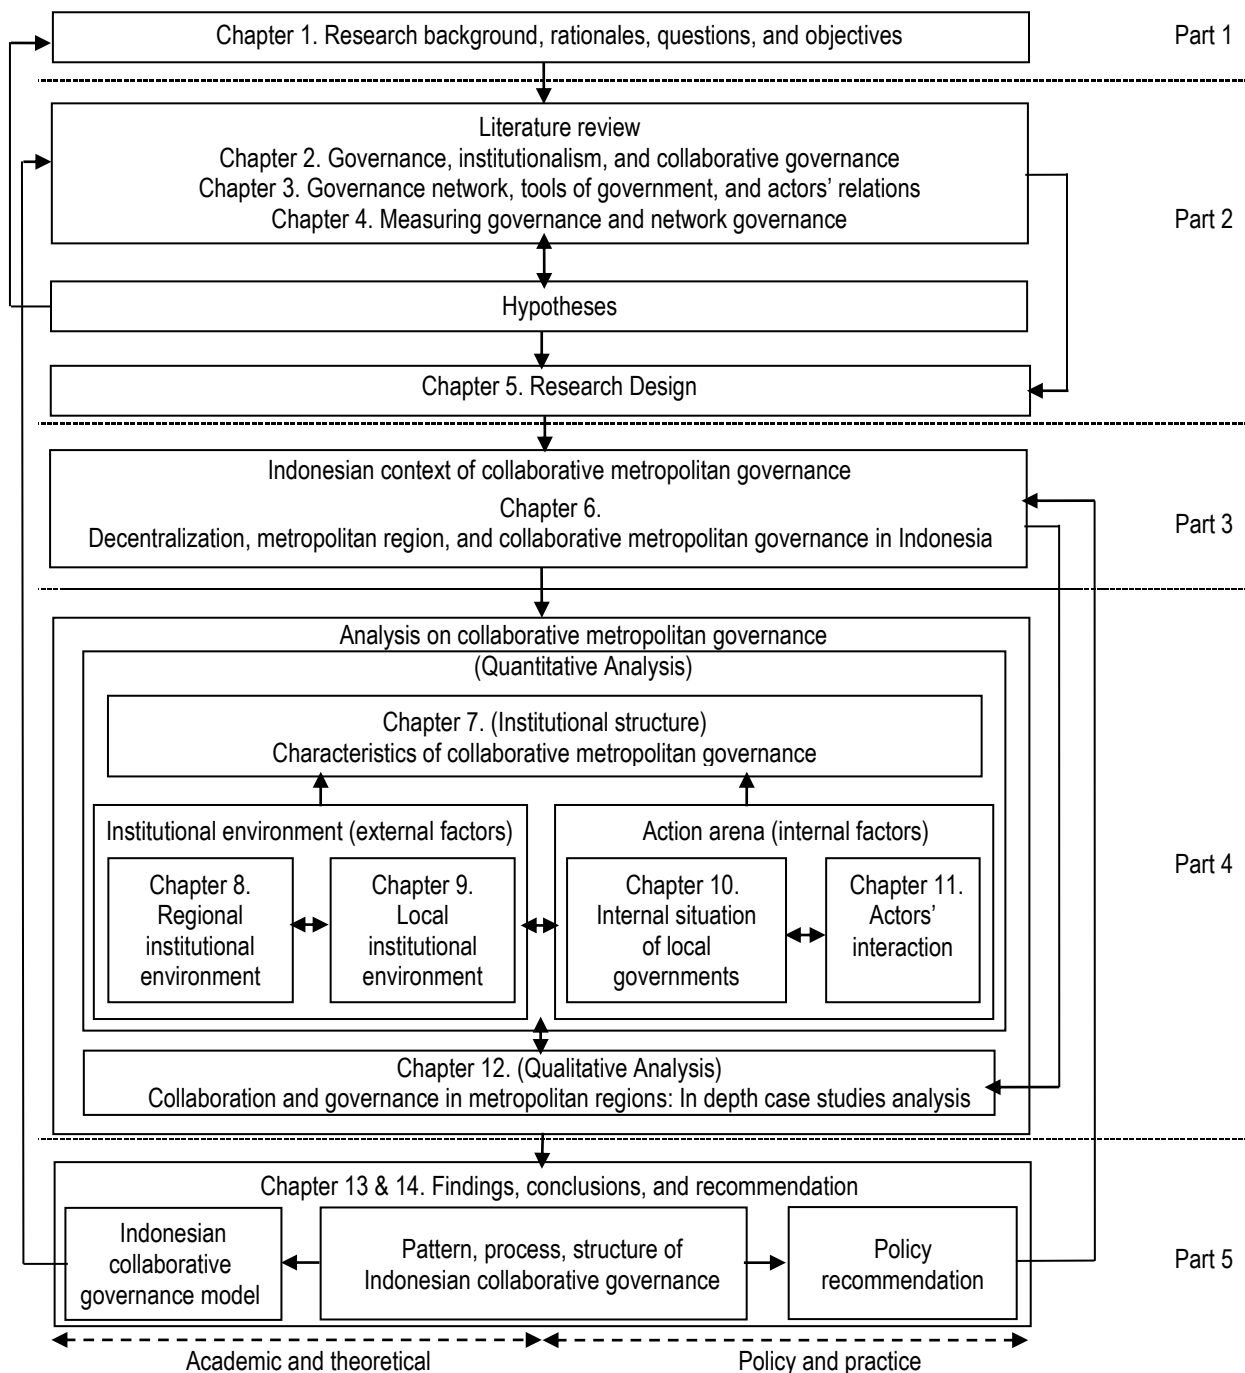 Chapter 1. Research background, rationales, questions, and objectives
Part 1
Literature review
Chapter 2. Governance, institutionalism, and collaborative governance
Chapter 3. Governance network, tools of government, and actors’ relations
Chapter 4. Measuring governance and network governance
Part 2
Hypotheses
Chapter 5. Research Design
Indonesian context of collaborative metropolitan governance
Chapter 6.
Decentralization, metropolitan region, and collaborative metropolitan governance in Indonesia
Part 3
Analysis on collaborative metropolitan governance
(Quantitative Analysis)
Chapter 7. (Institutional structure)
Characteristics of collaborative metropolitan governance
Institutional environment (external factors)
Chapter 8.
Regional
institutional
environment
Chapter 9.
Local
institutional
environment
Action arena (internal factors)
Chapter 10.
Internal situation
of local
governments
Chapter 11.
Actors’
interaction
Part 4
Chapter 12. (Qualitative Analysis)
Collaboration and governance in metropolitan regions: In depth case studies analysis
Chapter 13 & 14. Findings, conclusions, and recommendation
Indonesian
collaborative
governance model
Pattern, process, structure of
Indonesian collaborative governance
Policy
recommendation
Part 5
Academic and theoretical
Policy and practice